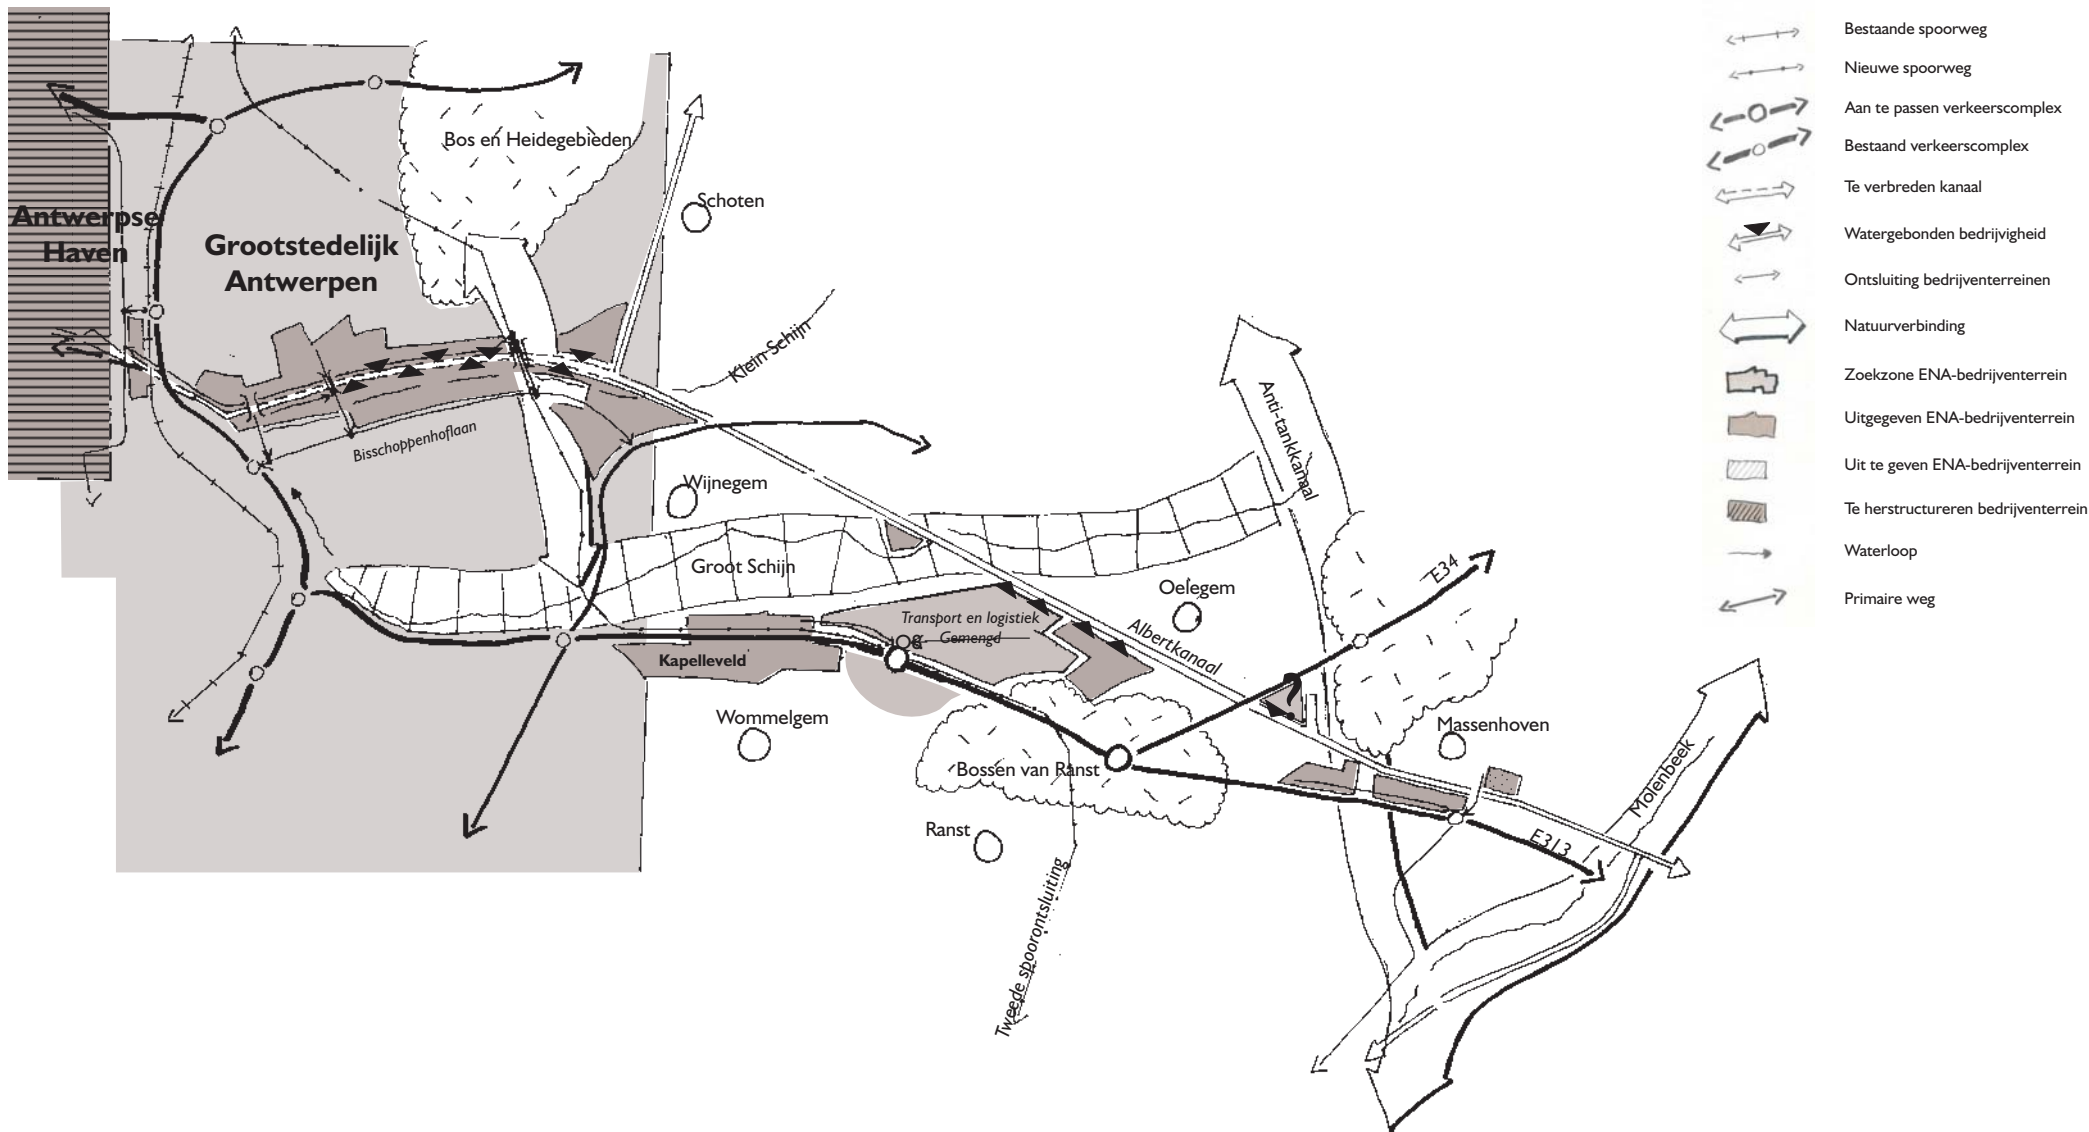 Bos en Heidegebieden
Schoten
Antwerpse
Haven
Grootstedelijk
Antwerpen
Klein Schijn
Bisschoppenhoflaan
Wijnegem
Anti-tankkanaal
Groot Schijn
E34
Oelegem
Transport en logistiek
Gemengd
Albertkanaal
Kapelleveld
?
Wommelgem
Massenhoven
Bossen van Ranst
Molenbeek
Ranst
E313
Tweede spoorontsluiting
Bestaande spoorweg
Nieuwe spoorweg
Aan te passen verkeerscomplex
Bestaand verkeerscomplex
Te verbreden kanaal
Watergebonden bedrijvigheid
Ontsluiting bedrijventerreinen
Natuurverbinding
Zoekzone ENA-bedrijventerrein
Uitgegeven ENA-bedrijventerrein
Uit te geven ENA-bedrijventerrein
Te herstructureren bedrijventerrein
Waterloop
Primaire weg